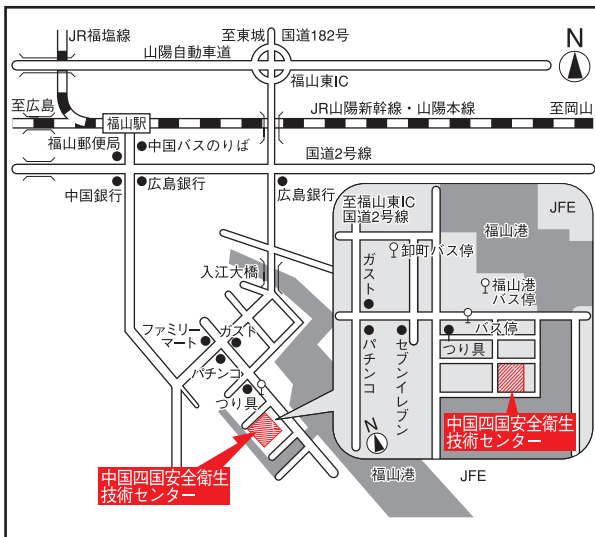 JR福塩線
至東城
国道182号
山陽自動車道
福山東IC
N
至広島
福山駅
JR山陽新幹線・山陽本線
至岡山
福山郵便局
中国バスのりば
国道2号線
中国銀行
広島銀行
広島銀行
入江大橋
ファミリー
マート
ガスト
パチンコ
つり具
中国四国安全衛生
技術センター
福山港
JFE
至福山東IC
国道2号線
福山港
JFE
卸町バス停
ガスト
福山港
バス停
バス停
パチンコ
セブンイレブン
つり具
N
中国四国安全衛生
技術センター